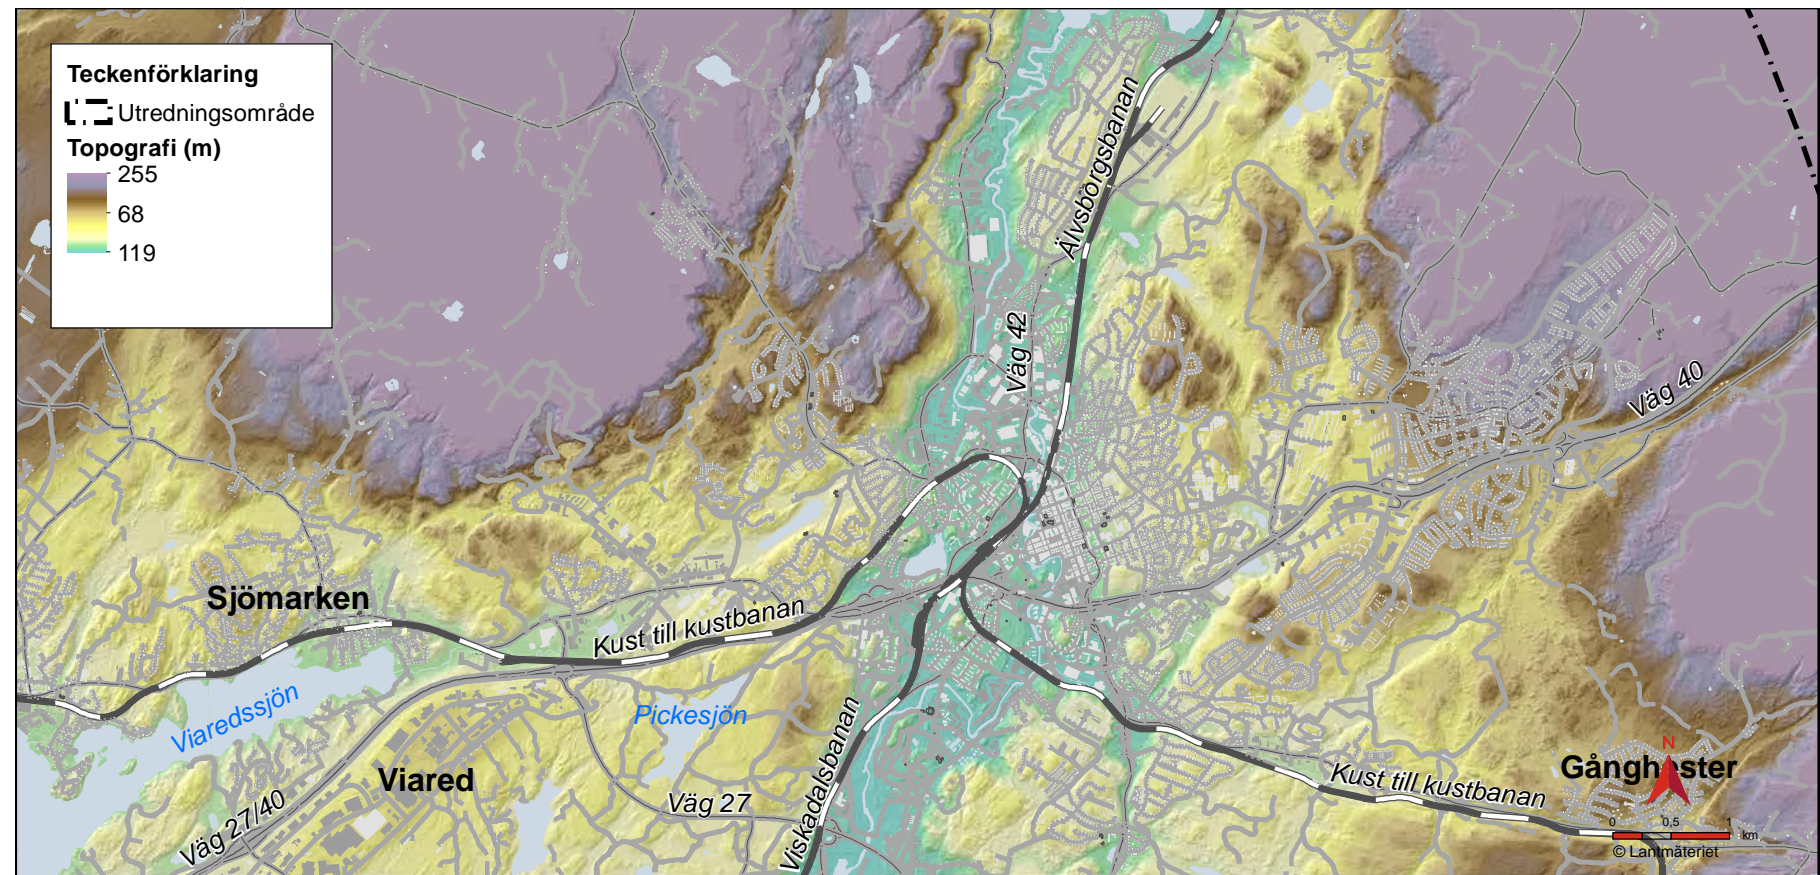 Teckenförklaring
Utredningsområde
Topografi (m)
255
68
119
Älvsborgsbanan
Väg 42
Väg 40
Sjömarken
Kust till kustbanan
Viaredssjön
Pickesjön
Viared
Väg 27/40
Väg 27
Viskadalsbanan
Kust till kustbanan
Gånghester
N
0 0,5 1 km
© Lantmäteriet